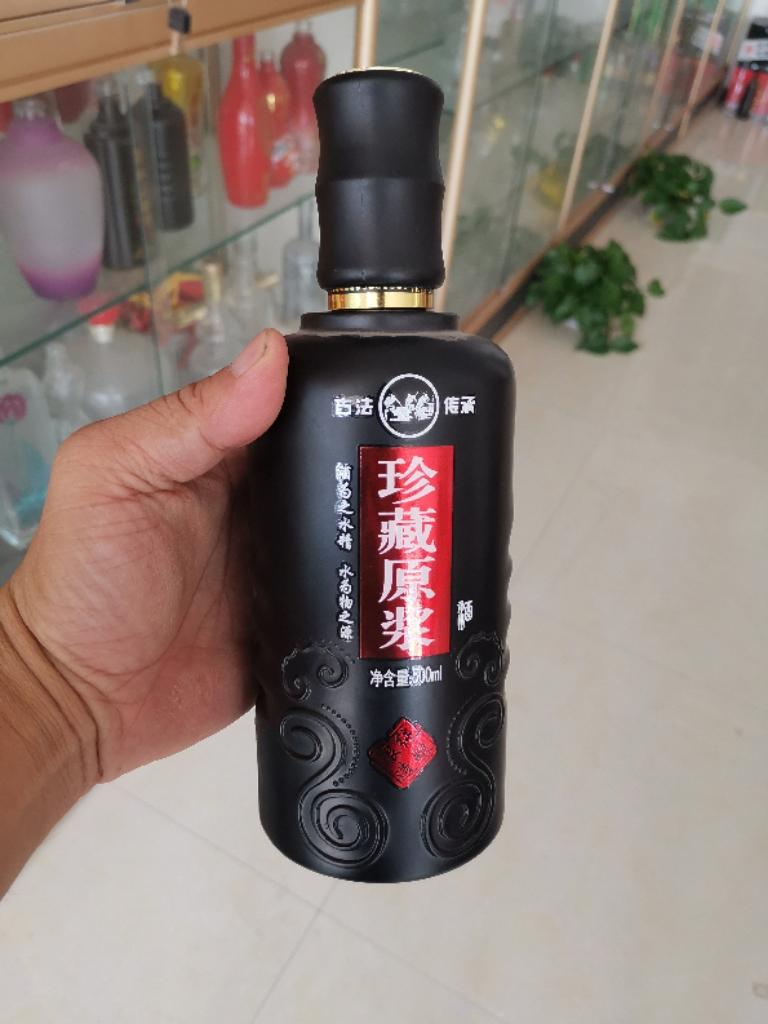 古法 传承
珍藏原浆
酒为之水精 水为物之源
酒
净含量:500ml